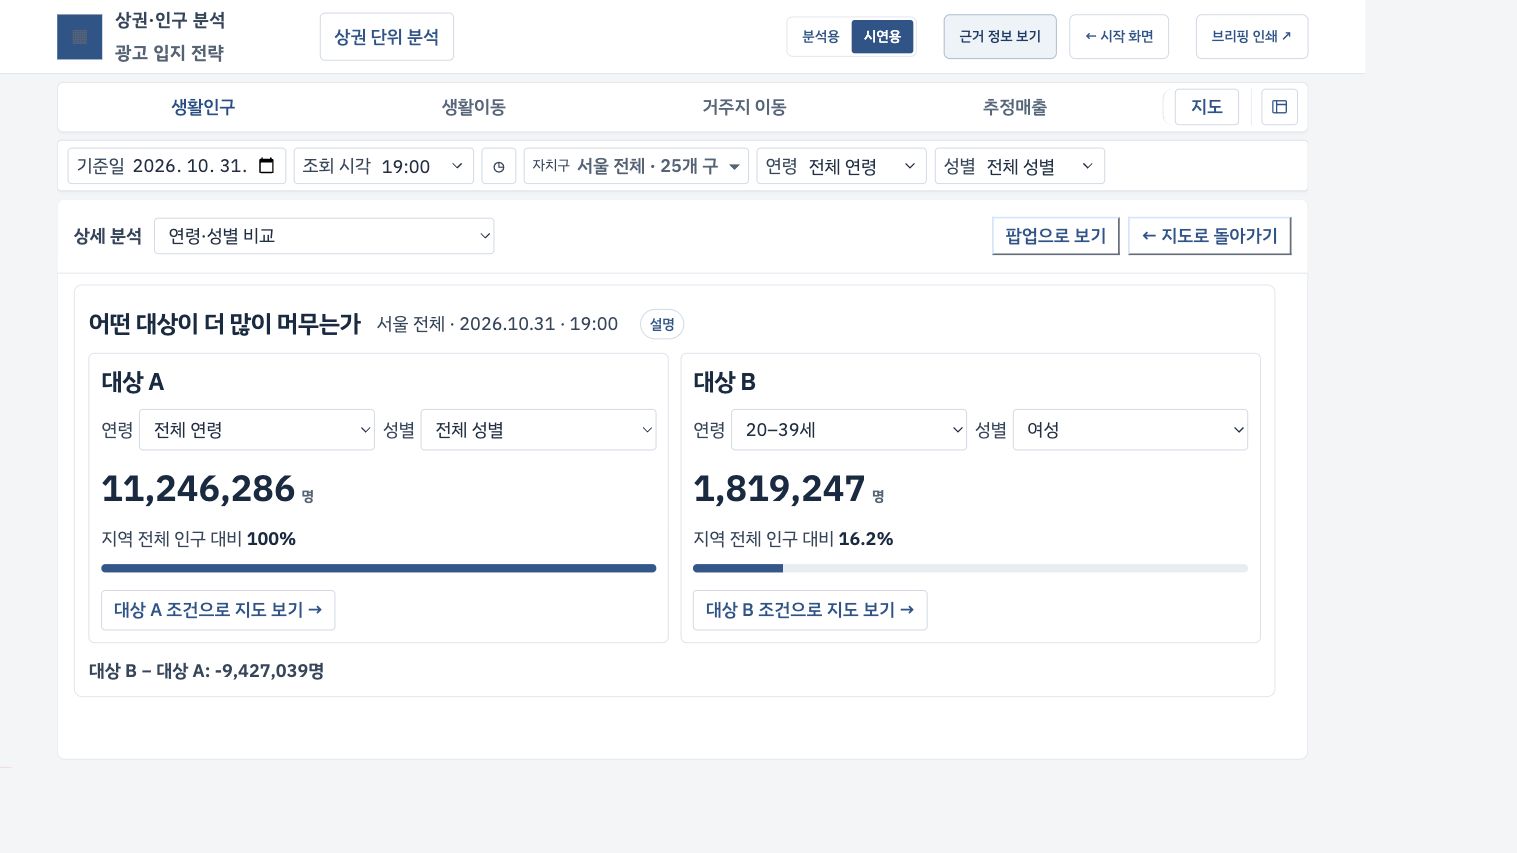 상권·인구 분석
광고 입지 전략
상권 단위 분석
분석용 시연용 근거 정보 보기 ← 시작 화면 브리핑 인쇄 ↗
생활인구 생활이동 거주지 이동 추정매출 지도
기준일 2026. 10. 31. 조회 시각 19:00 자치구 서울 전체 · 25개 구 연령 전체 연령 성별 전체 성별
상세 분석 연령·성별 비교 팝업으로 보기 ← 지도로 돌아가기
어떤 대상이 더 많이 머무는가 서울 전체 · 2026.10.31 · 19:00 설명
대상 A
연령 전체 연령 성별 전체 성별
11,246,286 명
지역 전체 인구 대비 100%
대상 A 조건으로 지도 보기 →
대상 B
연령 20–39세 성별 여성
1,819,247 명
지역 전체 인구 대비 16.2%
대상 B 조건으로 지도 보기 →
대상 B − 대상 A: -9,427,039명